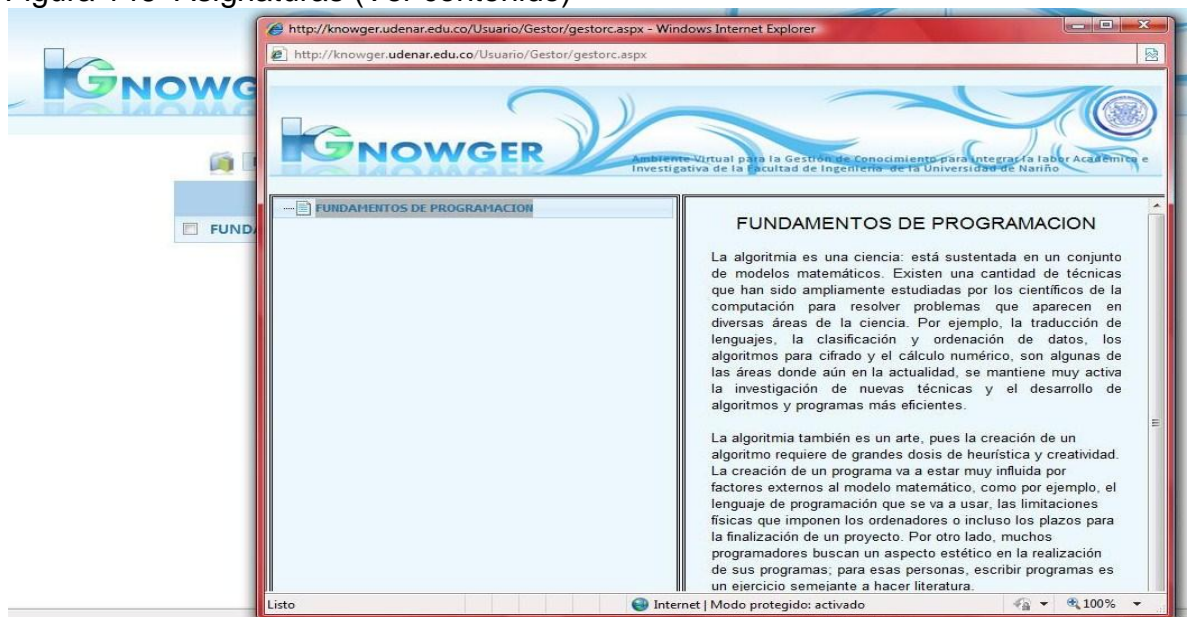 http://knowger.udenar.edu.co/Usuario/Gestor/gestorc.aspx - Windows Internet Explorer
http://knowger.udenar.edu.co/Usuario/Gestor/gestorc.aspx
KGNOWG
KGNOWGER
Ambiente Virtual para la Gestión de Conocimiento para integrar la labor Académica e
Investigativa de la Facultad de Ingeniería de la Universidad de Nariño
FUNDAMENTOS DE PROGRAMACION
FUND
FUNDAMENTOS DE PROGRAMACION
La algoritmia es una ciencia: está sustentada en un conjunto
de modelos matemáticos. Existen una cantidad de técnicas
que han sido ampliamente estudiadas por los científicos de la
computación para resolver problemas que aparecen en
diversas áreas de la ciencia. Por ejemplo, la traducción de
lenguajes, la clasificación y ordenación de datos, los
algoritmos para cifrado y el cálculo numérico, son algunas de
las áreas donde aún en la actualidad, se mantiene muy activa
la investigación de nuevas técnicas y el desarrollo de
algoritmos y programas más eficientes.
La algoritmia también es un arte, pues la creación de un
algoritmo requiere de grandes dosis de heurística y creatividad.
La creación de un programa va a estar muy influida por
factores externos al modelo matemático, como por ejemplo, el
lenguaje de programación que se va a usar, las limitaciones
físicas que imponen los ordenadores o incluso los plazos para
la finalización de un proyecto. Por otro lado, muchos
programadores buscan un aspecto estético en la realización
de sus programas; para esas personas, escribir programas es
un ejercicio semejante a hacer literatura.
Listo
Internet | Modo protegido: activado
100%